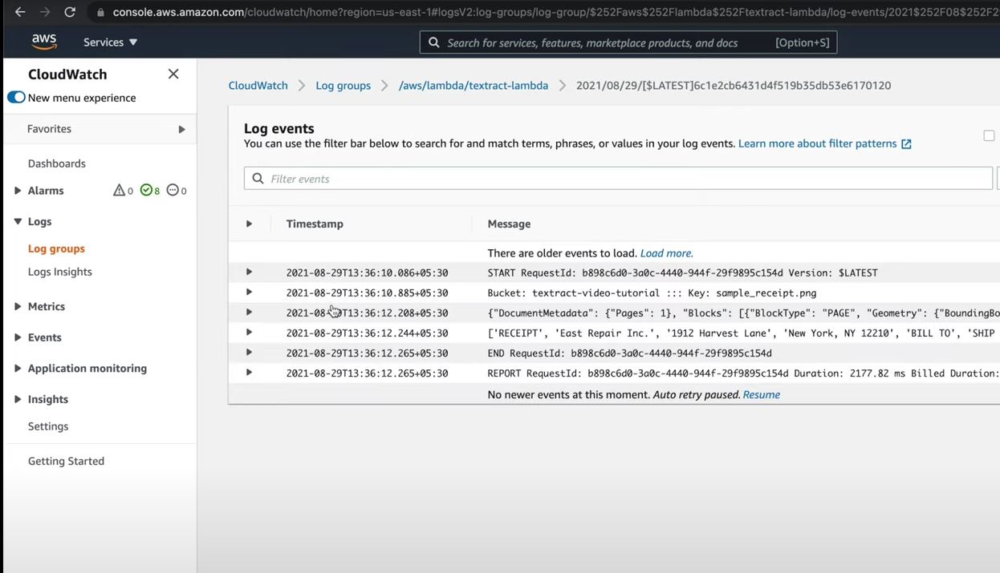 console.aws.amazon.com/cloudwatch/home?region=us-east-1#logsV2:log-groups/log-group/$252Faws$252Flambda$252Ftextract-lambda/log-events/2021$252F08$252F2
aws Services Search for services, features, marketplace products, and docs [Option+S]
CloudWatch
New menu experience
Favorites
Dashboards
Alarms 0 8 0
Logs
Log groups
Logs Insights
Metrics
Events
Application monitoring
Insights
Settings
Getting Started
CloudWatch Log groups /aws/lambda/textract-lambda 2021/08/29/[$LATEST]6c1e2cb6431d4f519b35db53e6170120
Log events
You can use the filter bar below to search for and match terms, phrases, or values in your log events. Learn more about filter patterns
Filter events
Timestamp Message
There are older events to load. Load more.
2021-08-29T13:36:10.086+05:30 START RequestId: b898c6d0-3a0c-4440-944f-29f9895c154d Version: $LATEST
2021-08-29T13:36:10.885+05:30 Bucket: textract-video-tutorial ::: Key: sample_receipt.png
2021-08-29T13:36:12.208+05:30 {"DocumentMetadata": {"Pages": 1}, "Blocks": [{"BlockType": "PAGE", "Geometry": {"BoundingBo
2021-08-29T13:36:12.244+05:30 ['RECEIPT', 'East Repair Inc.', '1912 Harvest Lane', 'New York, NY 12210', 'BILL TO', 'SHIP
2021-08-29T13:36:12.265+05:30 END RequestId: b898c6d0-3a0c-4440-944f-29f9895c154d
2021-08-29T13:36:12.265+05:30 REPORT RequestId: b898c6d0-3a0c-4440-944f-29f9895c154d Duration: 2177.82 ms Billed Duration:
No newer events at this moment. Auto retry paused. Resume